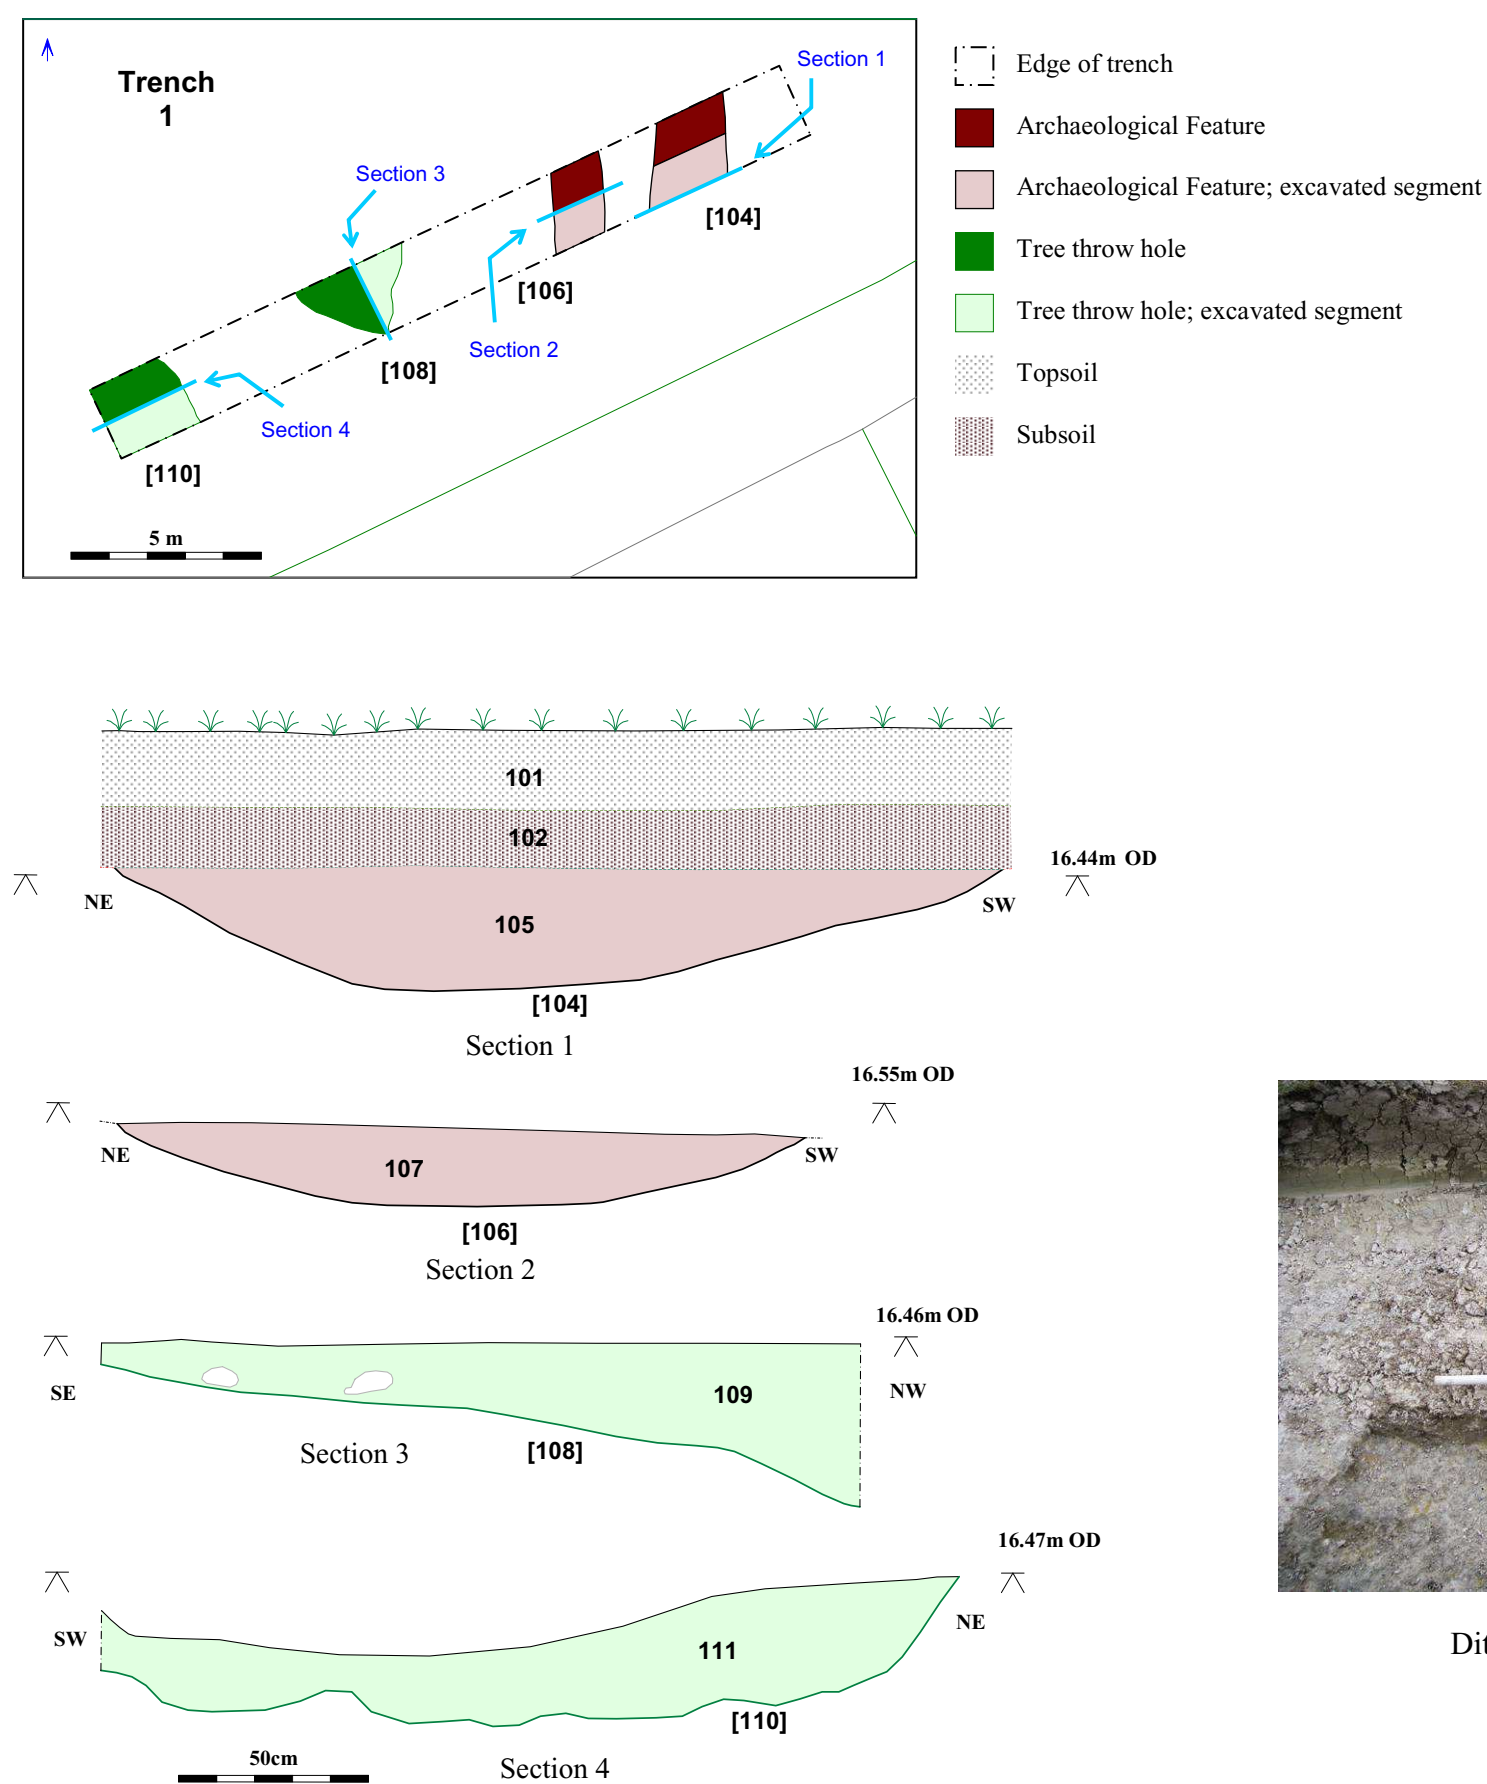 Trench
1
Section 1
Section 3
[104]
[106]
Section 2
[108]
Section 4
[110]
5 m
Edge of trench
Archaeological Feature
Archaeological Feature; excavated segment
Tree throw hole
Tree throw hole; excavated segment
Topsoil
Subsoil
101
102
16.44m OD
NE
SW
105
[104]
Section 1
16.55m OD
NE
SW
107
[106]
Section 2
16.46m OD
SE
NW
109
[108]
Section 3
16.47m OD
SW
NE
111
[110]
50cm
Section 4
Dit